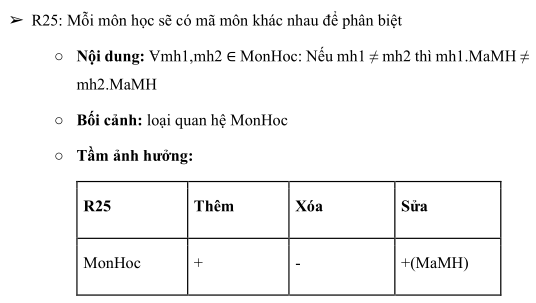 ➢ R25: Mỗi môn học sẽ có mã môn khác nhau để phân biệt
○ Nội dung: ∀mh1,mh2 ∈ MonHoc: Nếu mh1 ≠ mh2 thì mh1.MaMH ≠
mh2.MaMH
○ Bối cảnh: loại quan hệ MonHoc
○ Tầm ảnh hưởng:
R25 Thêm Xóa Sửa
MonHoc + - +(MaMH)